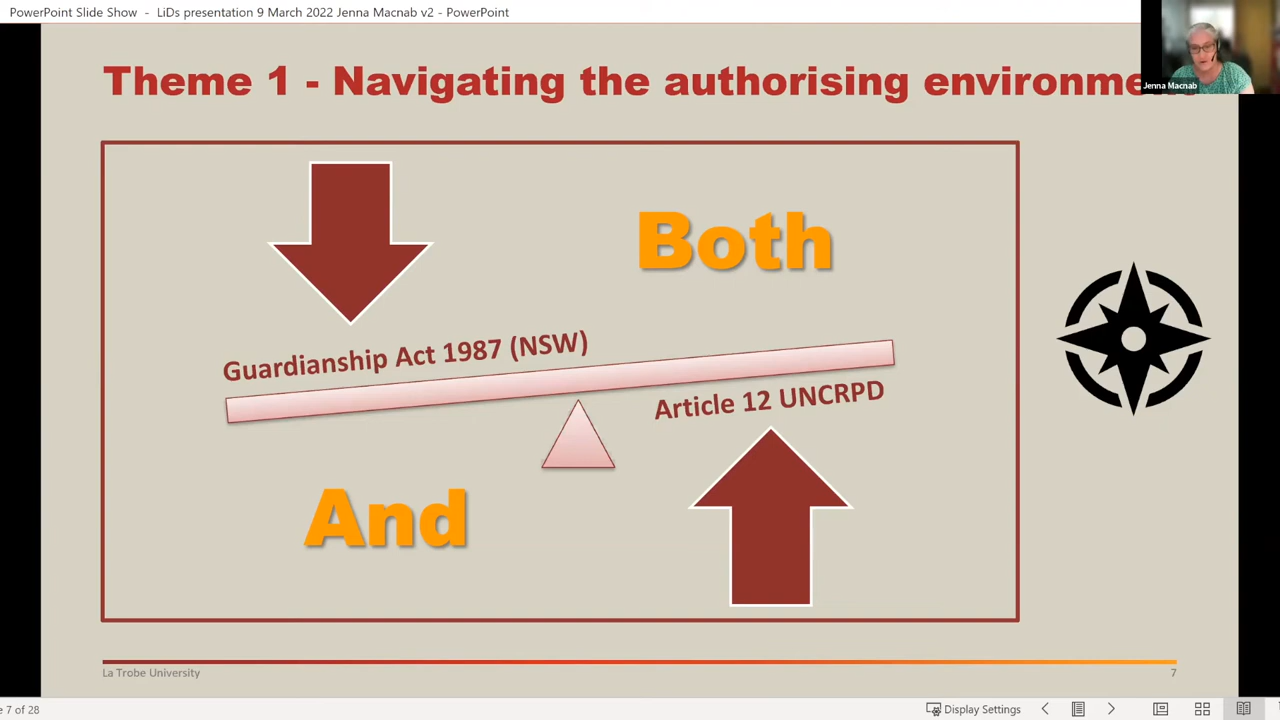 PowerPoint Slide Show - LiDs presentation 9 March 2022 Jenna Macnab v2 - PowerPoint
Theme 1 - Navigating the authorising
Jenna Macnab
Both
Guardianship Act 1987 (NSW)
Article 12 UNCRPD
And
La Trobe University
7
7 of 28
Display Settings